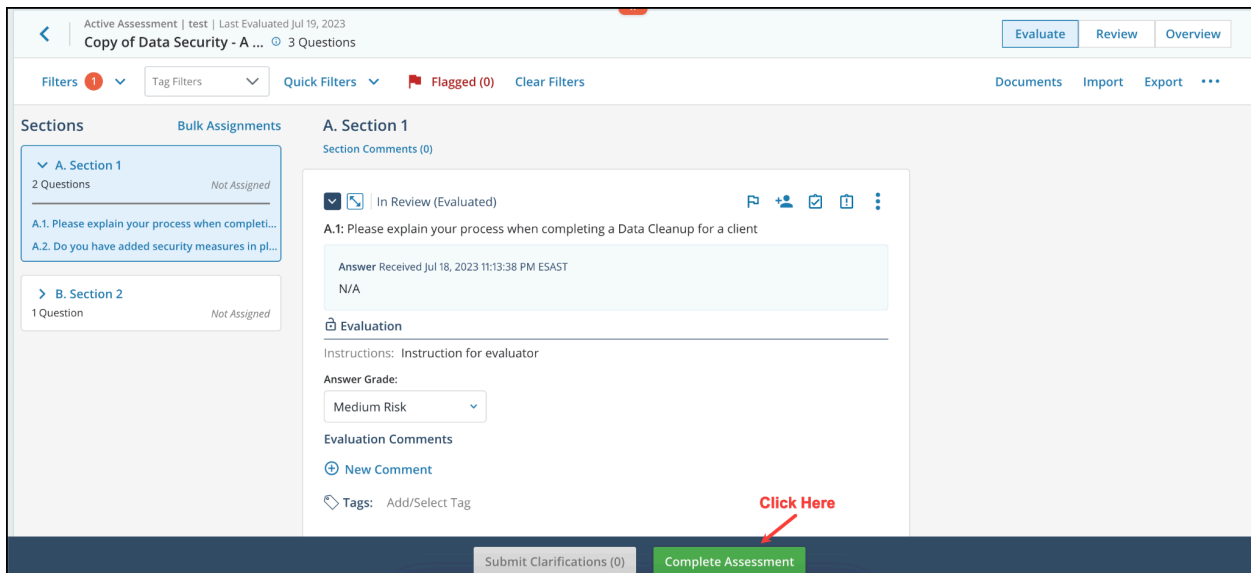 Active Assessment | test | Last Evaluated Jul 19, 2023
Copy of Data Security - A ... 3 Questions
Evaluate Review Overview
Filters 1 Tag Filters Quick Filters Flagged (0) Clear Filters Documents Import Export
Sections Bulk Assignments
A. Section 1
2 Questions Not Assigned
A.1. Please explain your process when completi...
A.2. Do you have added security measures in pl...
B. Section 2
1 Question Not Assigned
A. Section 1
Section Comments (0)
In Review (Evaluated)
A.1: Please explain your process when completing a Data Cleanup for a client
Answer Received Jul 18, 2023 11:13:38 PM ESAST
N/A
Evaluation
Instructions: Instruction for evaluator
Answer Grade:
Medium Risk
Evaluation Comments
New Comment
Tags: Add/Select Tag
Click Here
Submit Clarifications (0) Complete Assessment